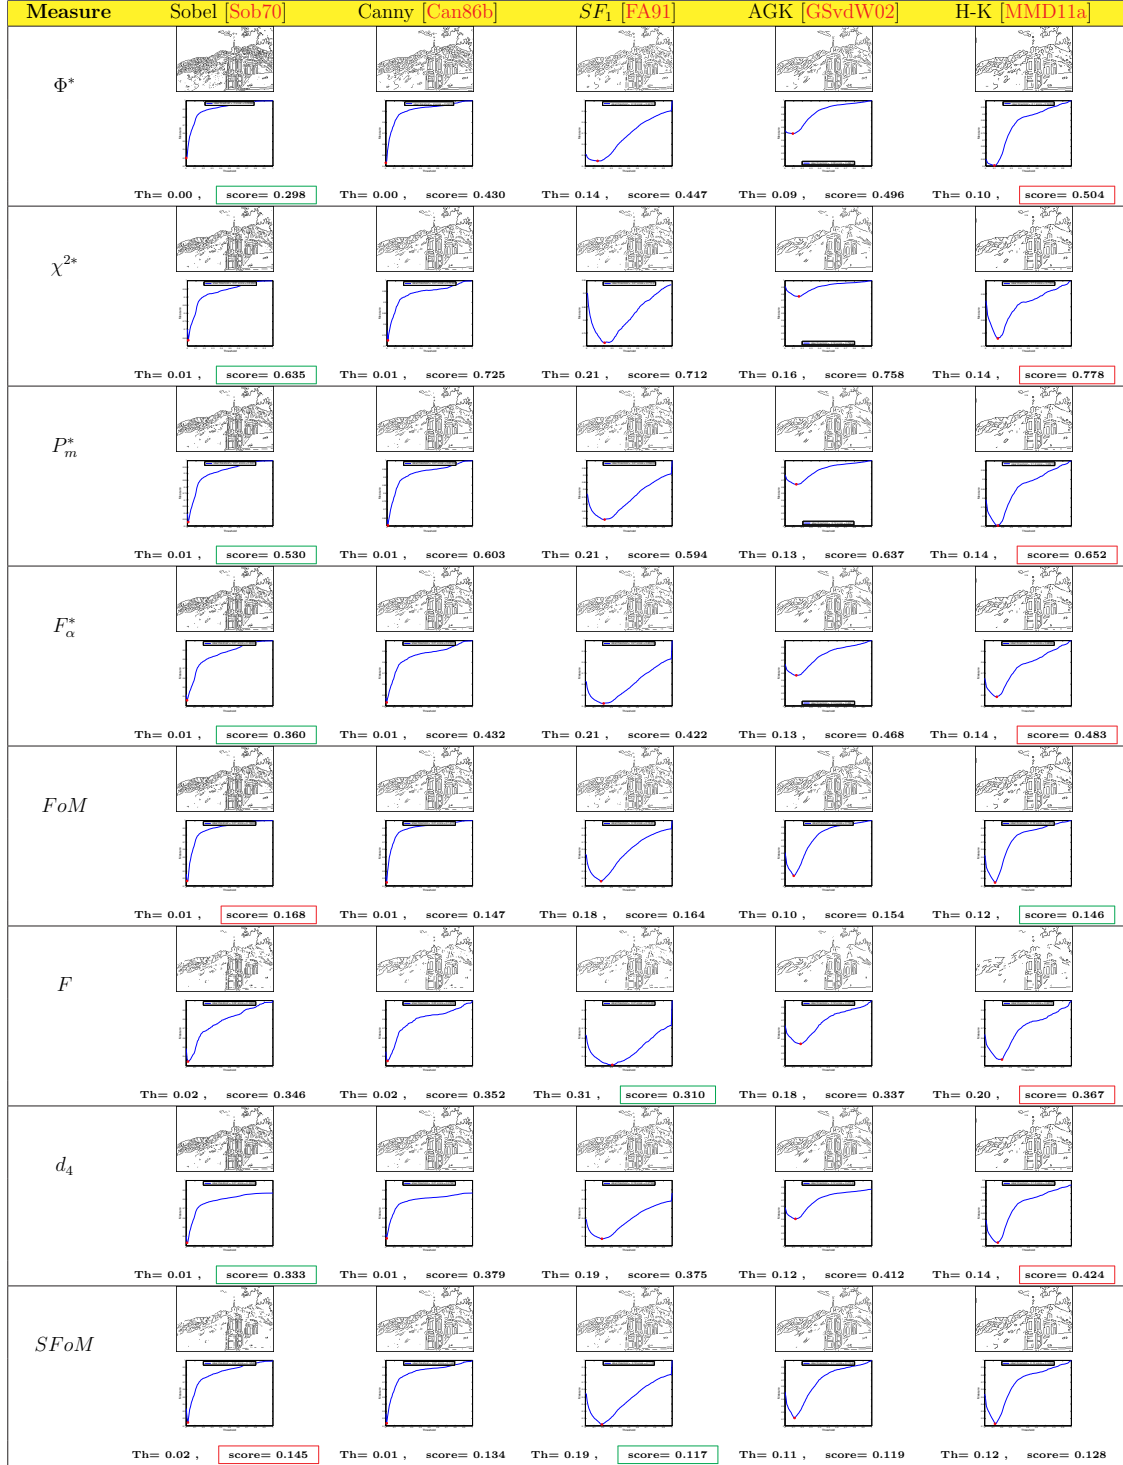 Measure Sobel [Sob70] Canny [Can86b] SF₁ [FA91] AGK [GSvdW02] H-K [MMD11a]
Φ*
Th= 0.00 , score= 0.298 Th= 0.00 , score= 0.430 Th= 0.14 , score= 0.447 Th= 0.09 , score= 0.496 Th= 0.10 , score= 0.504
χ²*
Th= 0.01 , score= 0.635 Th= 0.01 , score= 0.725 Th= 0.21 , score= 0.712 Th= 0.16 , score= 0.758 Th= 0.14 , score= 0.778
P*ₘ
Th= 0.01 , score= 0.530 Th= 0.01 , score= 0.603 Th= 0.21 , score= 0.594 Th= 0.13 , score= 0.637 Th= 0.14 , score= 0.652
F*α
Th= 0.01 , score= 0.360 Th= 0.01 , score= 0.432 Th= 0.21 , score= 0.422 Th= 0.13 , score= 0.468 Th= 0.14 , score= 0.483
FoM
Th= 0.01 , score= 0.168 Th= 0.01 , score= 0.147 Th= 0.18 , score= 0.164 Th= 0.10 , score= 0.154 Th= 0.12 , score= 0.146
F
Th= 0.02 , score= 0.346 Th= 0.02 , score= 0.352 Th= 0.31 , score= 0.310 Th= 0.18 , score= 0.337 Th= 0.20 , score= 0.367
d₄
Th= 0.01 , score= 0.333 Th= 0.01 , score= 0.379 Th= 0.19 , score= 0.375 Th= 0.12 , score= 0.412 Th= 0.14 , score= 0.424
SFoM
Th= 0.02 , score= 0.145 Th= 0.01 , score= 0.134 Th= 0.19 , score= 0.117 Th= 0.11 , score= 0.119 Th= 0.12 , score= 0.128